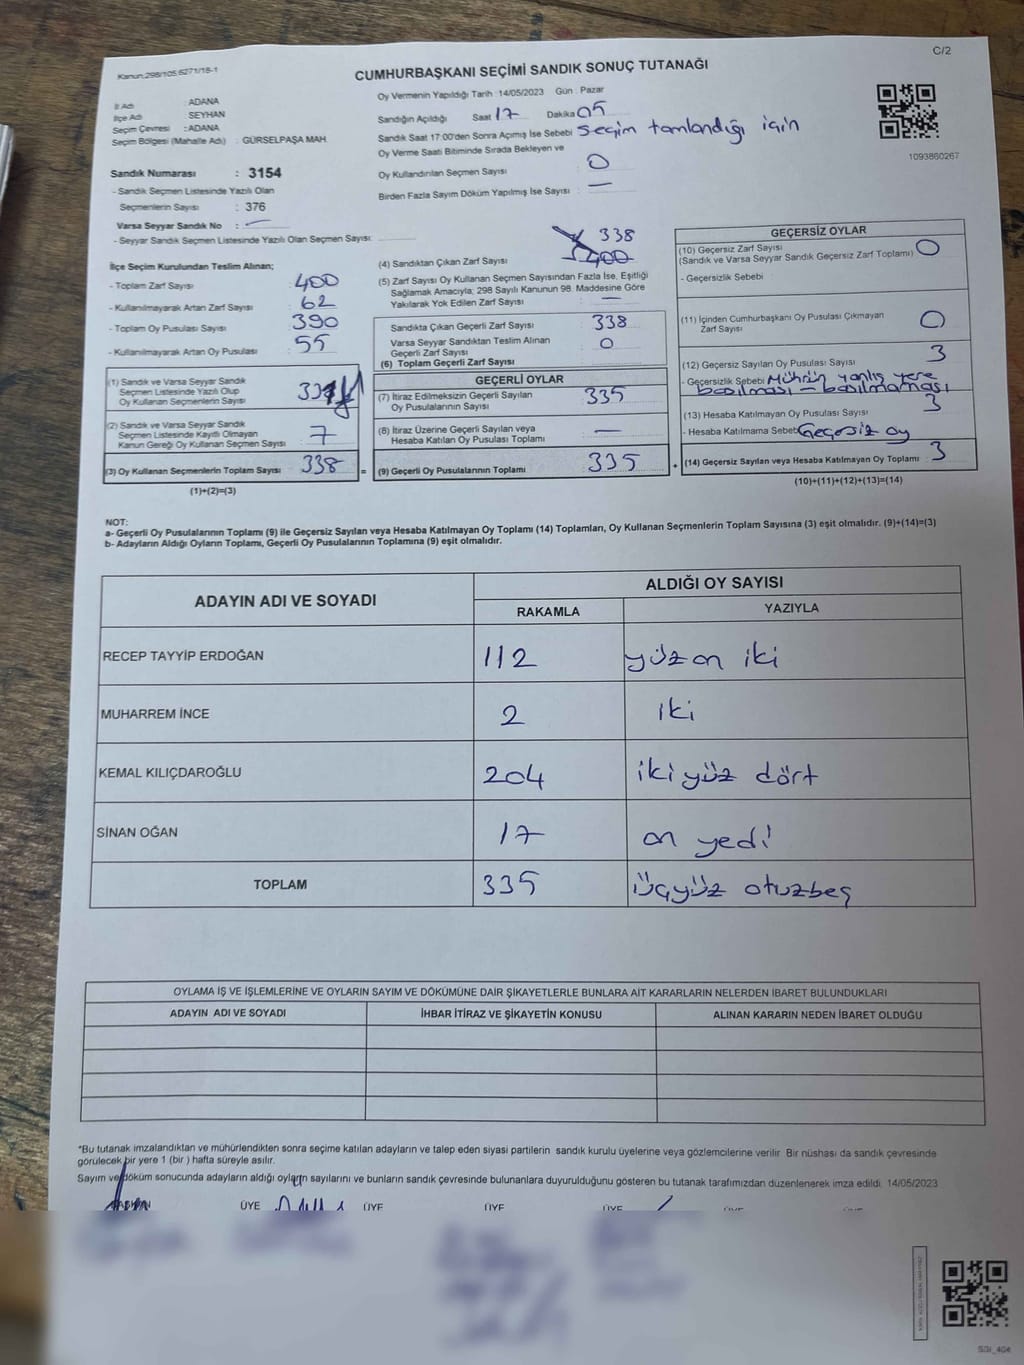 C/2
Kanun,298/105,6271/18-1
CUMHURBAŞKANI SEÇİMİ SANDIK SONUÇ TUTANAĞI
İl Adı : ADANA
İlçe Adı SEYHAN
Seçim Çevresi : ADANA
Seçim Bölgesi (Mahalle Adı) : GÜRSELPAŞA MAH.
Sandık Numarası : 3154
- Sandık Seçmen Listesinde Yazılı Olan
Seçmenlerin Sayısı : 376
Varsa Seyyar Sandık No : —
- Seyyar Sandık Seçmen Listesinde Yazılı Olan Seçmen Sayısı:
Oy Vermenin Yapıldığı Tarih : 14/05/2023 Gün : Pazar
Sandığın Açıldığı Saat 17 Dakika 05
Sandık Saat 17:00'den Sonra Açımış İse Sebebi Seçim tamlandığı için
Oy Verme Saati Bitiminde Sırada Bekleyen ve
Oy Kullandırılan Seçmen Sayısı : 0
Birden Fazla Sayım Döküm Yapılmış İse Sayısı : —
1093860267
İlçe Seçim Kurulundan Teslim Alınan;
- Toplam Zarf Sayısı : 400
- Kullanılmayarak Artan Zarf Sayısı : 62
- Toplam Oy Pusulası Sayısı : 390
- Kullanılmayarak Artan Oy Pusulası : 55
(1) Sandık ve Varsa Seyyar Sandık
Seçmen Listesinde Yazılı Olup
Oy Kullanan Seçmenlerin Sayısı
(2) Sandık ve Varsa Seyyar Sandık
Seçmen Listesinde Kayıtlı Olmayan
Kanun Gereği Oy Kullanan Seçmen Sayısı : 7
(3) Oy Kullanan Seçmenlerin Toplam Sayısı : 338 =
(1)+(2)=(3)
338
(4) Sandıktan Çıkan Zarf Sayısı : 400
(5) Zarf Sayısı Oy Kullanan Seçmen Sayısından Fazla İse, Eşitliği
Sağlamak Amacıyla; 298 Sayılı Kanunun 98. Maddesine Göre
Yakılarak Yok Edilen Zarf Sayısı : —
Sandıkta Çıkan Geçerli Zarf Sayısı : 338
Varsa Seyyar Sandıktan Teslim Alınan
Geçerli Zarf Sayısı : 0
(6) Toplam Geçerli Zarf Sayısı
GEÇERLİ OYLAR
(7) İtiraz Edilmeksizin Geçerli Sayılan
Oy Pusulalarının Sayısı : 335
(8) İtiraz Üzerine Geçerli Sayılan veya
Hesaba Katılan Oy Pusulası Toplamı : —
(9) Geçerli Oy Pusulalarının Toplamı : 335 +
GEÇERSİZ OYLAR
(10) Geçersiz Zarf Sayısı
(Sandık ve Varsa Seyyar Sandık Geçersiz Zarf Toplamı) 0
- Geçersizlik Sebebi
(11) İçinden Cumhurbaşkanı Oy Pusulası Çıkmayan
Zarf Sayısı : 0
(12) Geçersiz Sayılan Oy Pusulası Sayısı : 3
- Geçersizlik Sebebi Mührün yanlış yere
basılması - basılmaması
(13) Hesaba Katılmayan Oy Pusulası Sayısı : 3
- Hesaba Katılmama Sebebi Geçersiz oy
(14) Geçersiz Sayılan veya Hesaba Katılmayan Oy Toplamı : 3
(10)+(11)+(12)+(13)=(14)
NOT:
a- Geçerli Oy Pusulalarının Toplamı (9) ile Geçersiz Sayılan veya Hesaba Katılmayan Oy Toplamı (14) Toplamları, Oy Kullanan Seçmenlerin Toplam Sayısına (3) eşit olmalıdır. (9)+(14)=(3)
b- Adayların Aldığı Oyların Toplamı, Geçerli Oy Pusulalarının Toplamına (9) eşit olmalıdır.
ADAYIN ADI VE SOYADI ALDIĞI OY SAYISI
RAKAMLA YAZIYLA
RECEP TAYYİP ERDOĞAN 112 yüz on iki
MUHARREM İNCE 2 iki
KEMAL KILIÇDAROĞLU 204 iki yüz dört
SİNAN OĞAN 17 on yedi
TOPLAM 335 üçyüz otuzbeş
OYLAMA İŞ VE İŞLEMLERİNE VE OYLARIN SAYIM VE DÖKÜMÜNE DAİR ŞİKAYETLERLE BUNLARA AİT KARARLARIN NELERDEN İBARET BULUNDUKLARI
ADAYIN ADI VE SOYADI İHBAR İTİRAZ VE ŞİKAYETİN KONUSU ALINAN KARARIN NEDEN İBARET OLDUĞU
*Bu tutanak imzalandıktan ve mühürlendikten sonra seçime katılan adayların ve talep eden siyasi partilerin sandık kurulu üyelerine veya gözlemcilerine verilir. Bir nüshası da sandık çevresinde
görülecek bir yere 1 (bir ) hafta süreyle asılır.
Sayım ve döküm sonucunda adayların aldığı oyların sayılarını ve bunların sandık çevresinde bulunanlara duyurulduğunu gösteren bu tutanak tarafımızdan düzenlenerek imza edildi. 14/05/2023
BAŞKAN ÜYE ÜYE ÜYE ÜYE ÜYE ÜYE